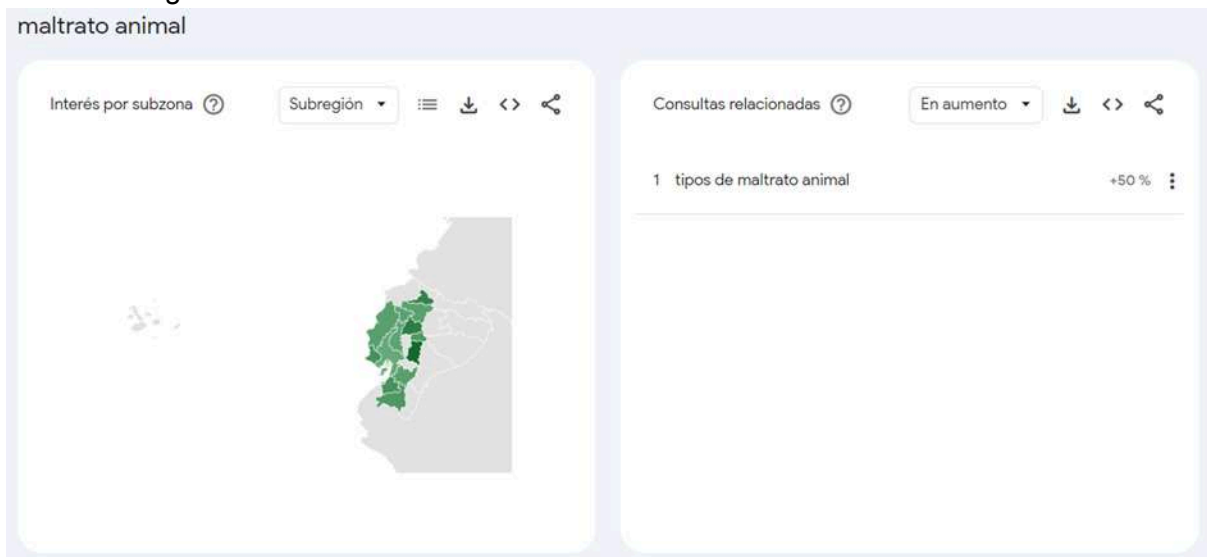 maltrato animal
Interés por subzona
Subregión
Consultas relacionadas
En aumento
1 tipos de maltrato animal +50 %